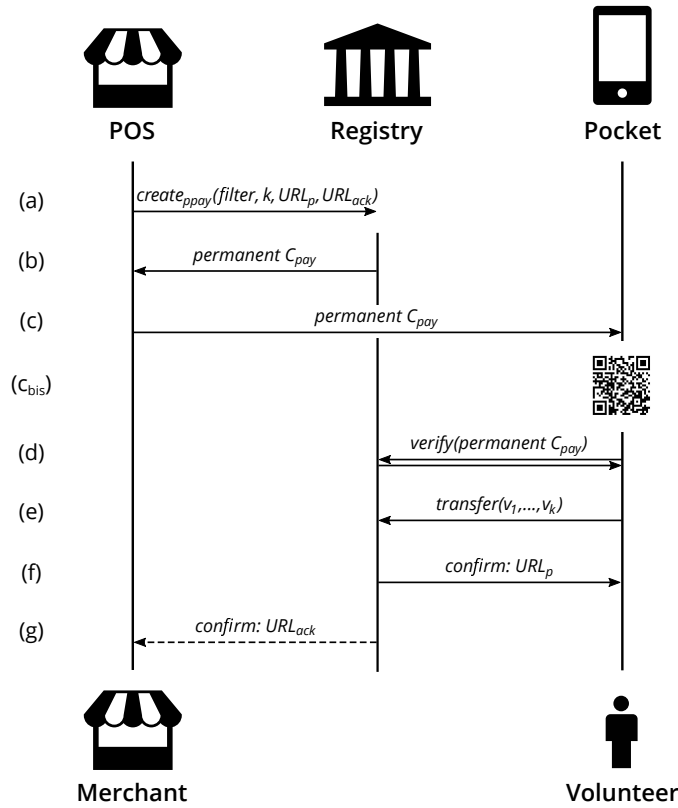 POS Registry Pocket
(a) create_ppay(filter, k, URL_p, URL_ack)
(b) permanent C_pay
(c) permanent C_pay
(c_bis)
(d) verify(permanent C_pay)
(e) transfer(v_1,...,v_k)
(f) confirm: URL_p
(g) confirm: URL_ack
Merchant Volunteer